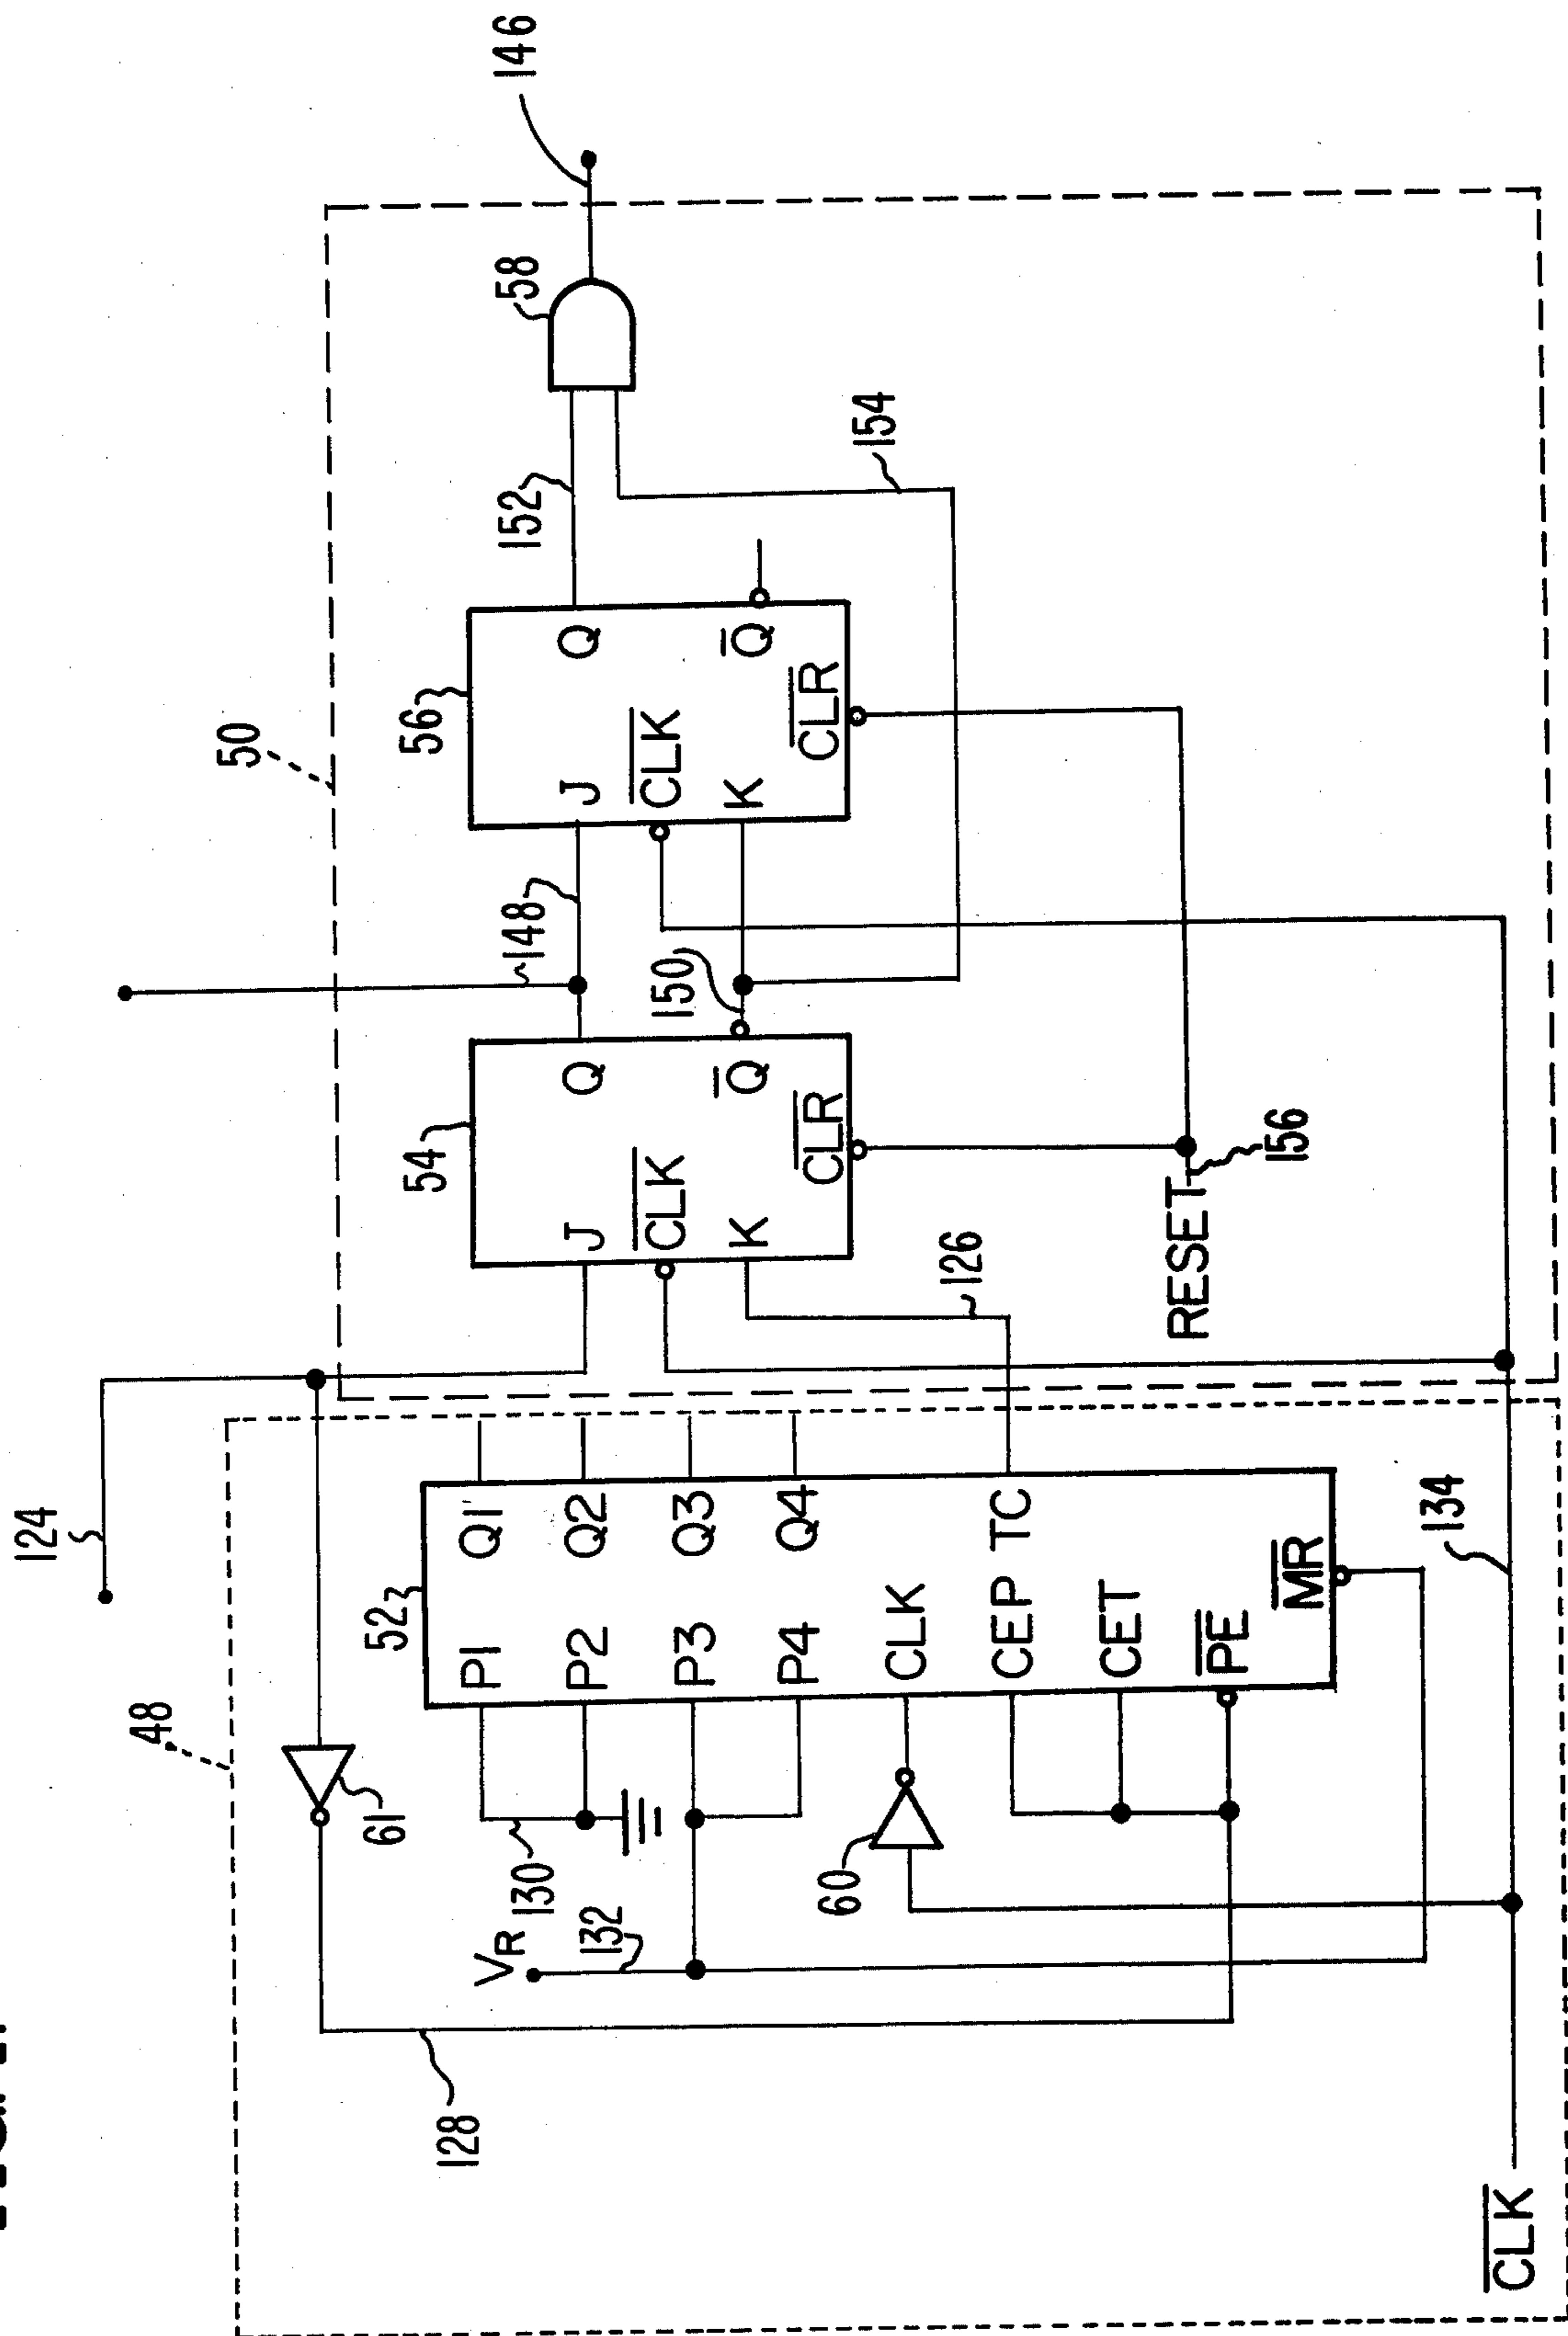 124
146
48
50
61
128
130
VR
132
60
52
P1
P2
P3
P4
CLK
CEP
CET
PE
MR
Q1
Q2
Q3
Q4
TC
126
134
CLK
54
J
CLK
K
Q
Q
CLR
148
150
56
J
CLK
K
Q
Q
CLR
152
154
58
RESET
156